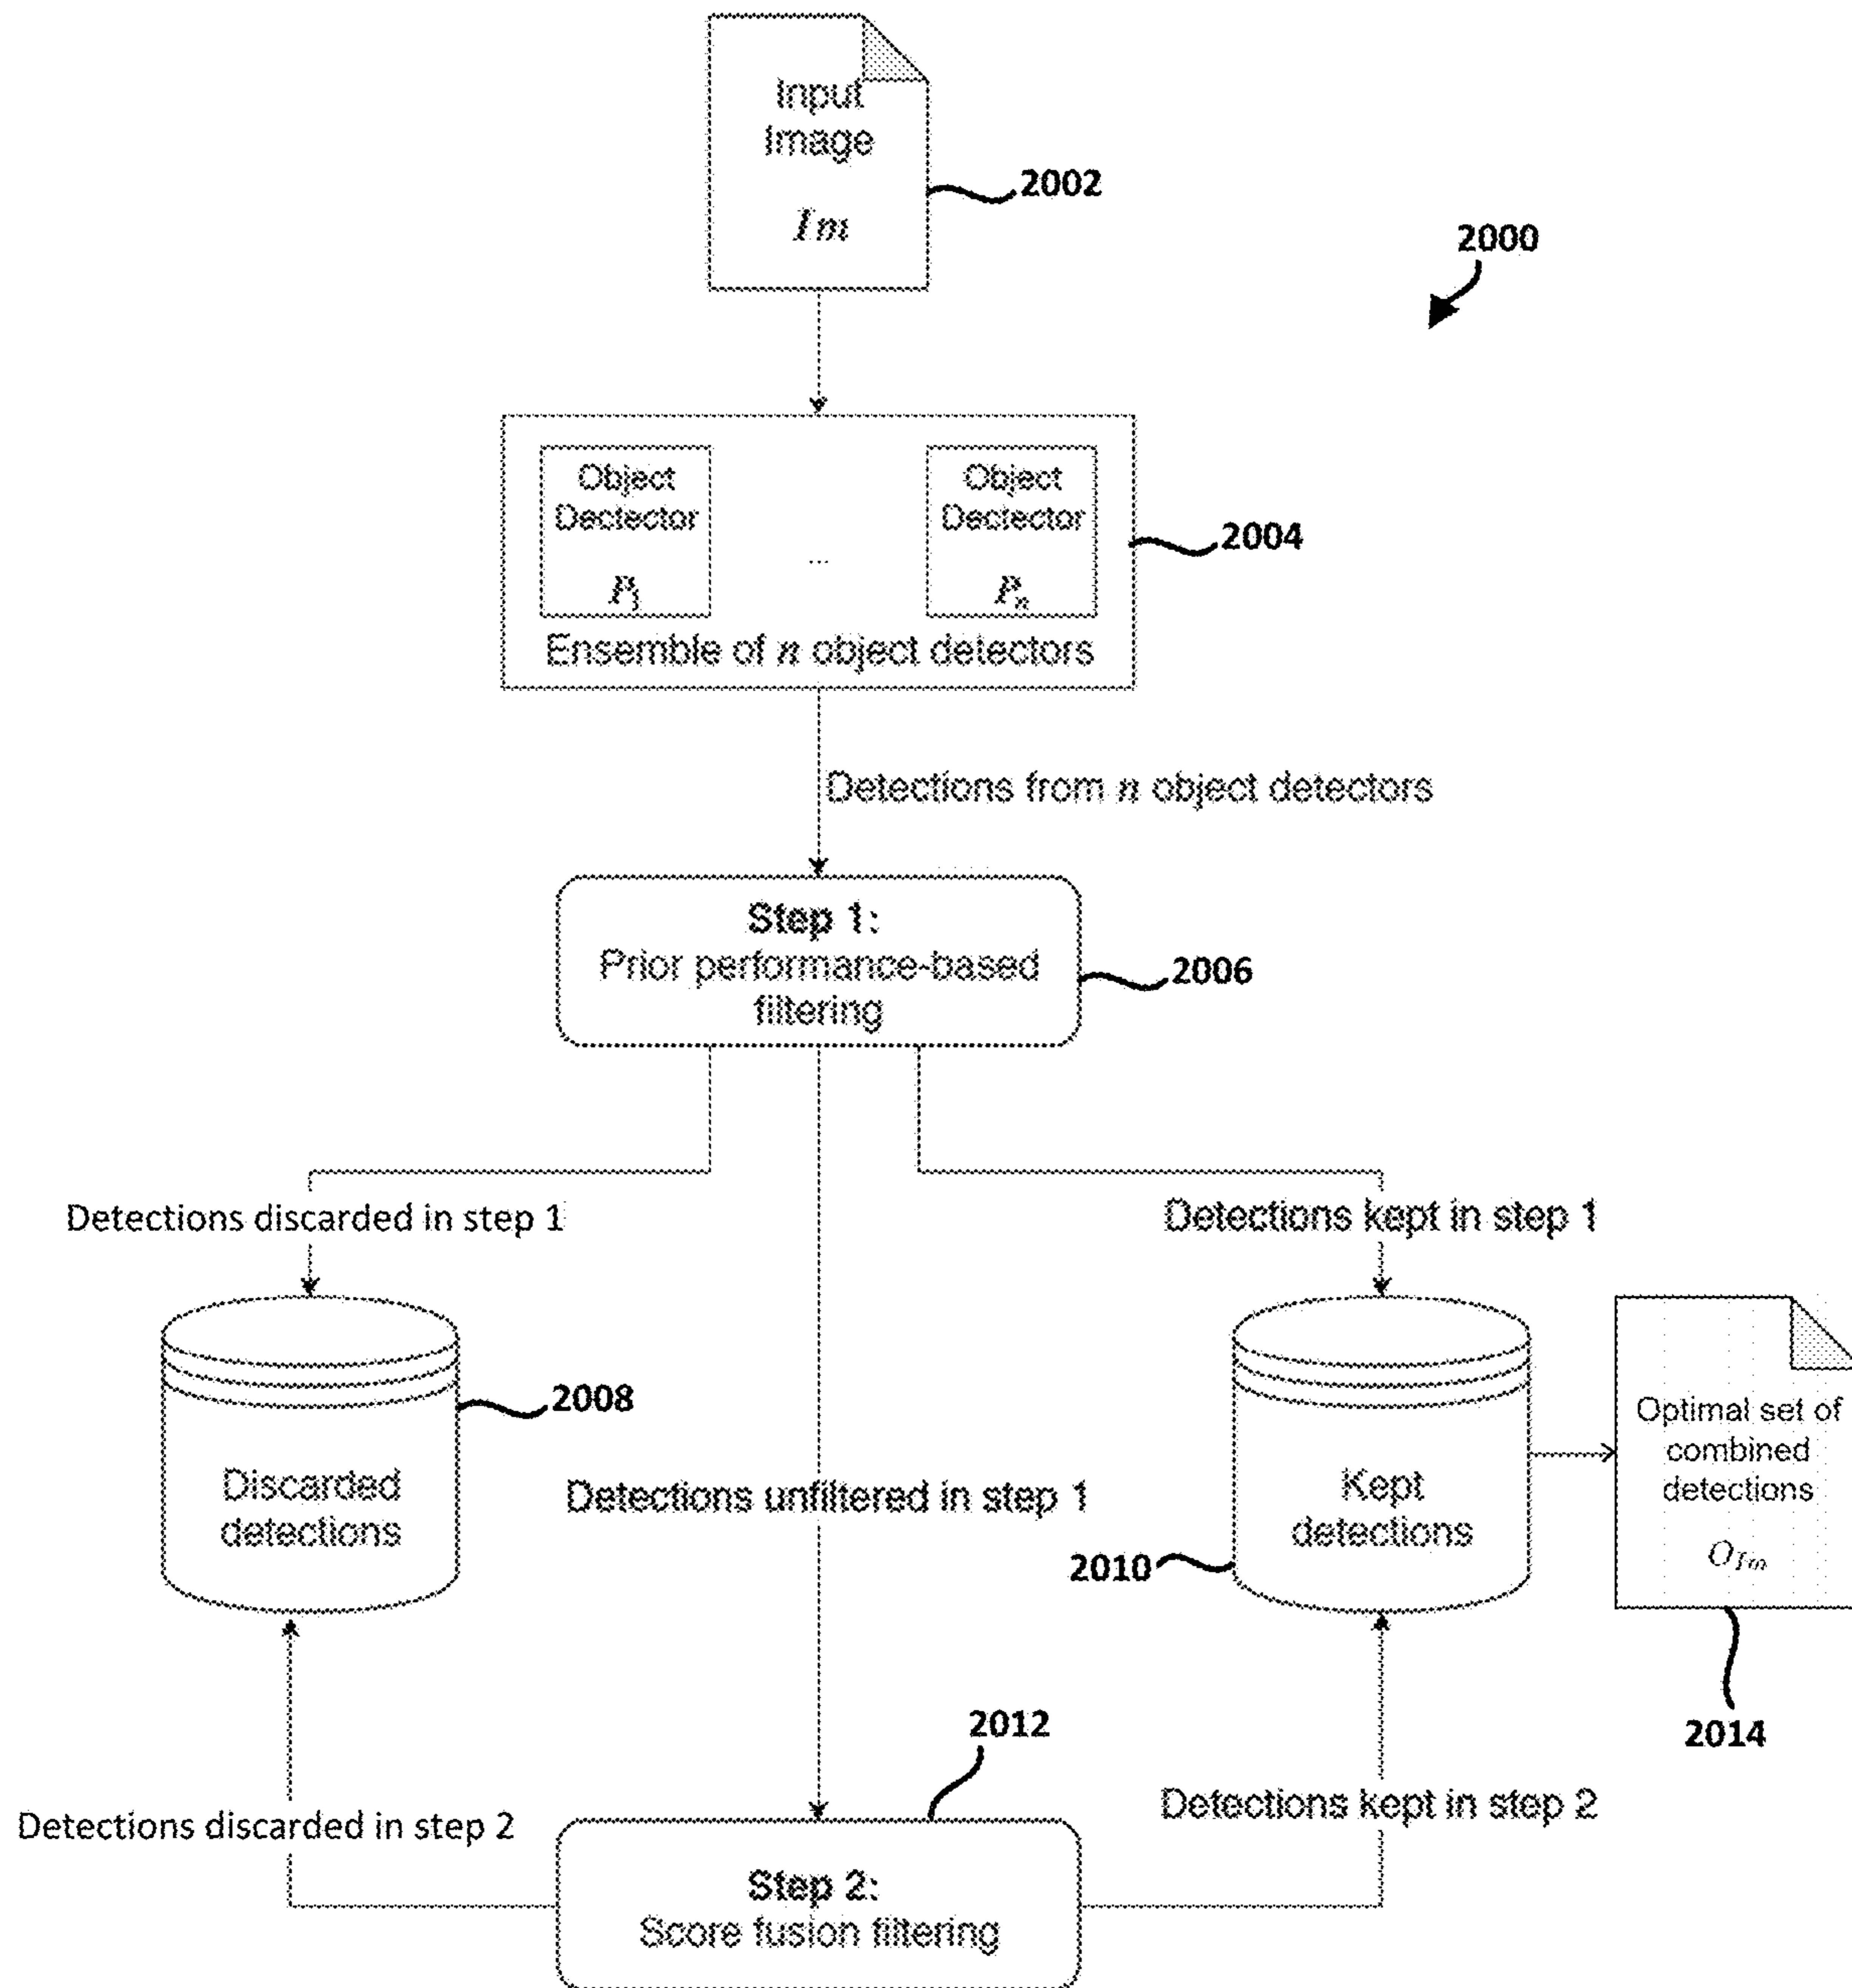 Input
Image
Im
2002
2000
Object
Dectector
P1
...
Object
Dectector
Pn
Ensemble of n object detectors
2004
Detections from n object detectors
Step 1:
Prior performance-based
filtering
2006
Detections discarded in step 1
Detections kept in step 1
Discarded
detections
2008
Detections unfiltered in step 1
Kept
detections
2010
Optimal set of
combined
detections
OIm
2014
2012
Detections discarded in step 2
Detections kept in step 2
Step 2:
Score fusion filtering